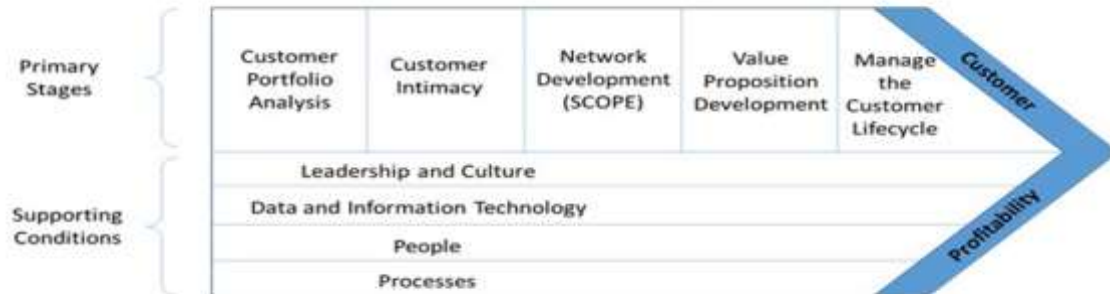 Primary
Stages
Customer
Portfolio
Analysis
Customer
Intimacy
Network
Development
(SCOPE)
Value
Proposition
Development
Manage
the
Customer
Lifecycle
Customer
Supporting
Conditions
Leadership and Culture
Data and Information Technology
People
Processes
Profitability